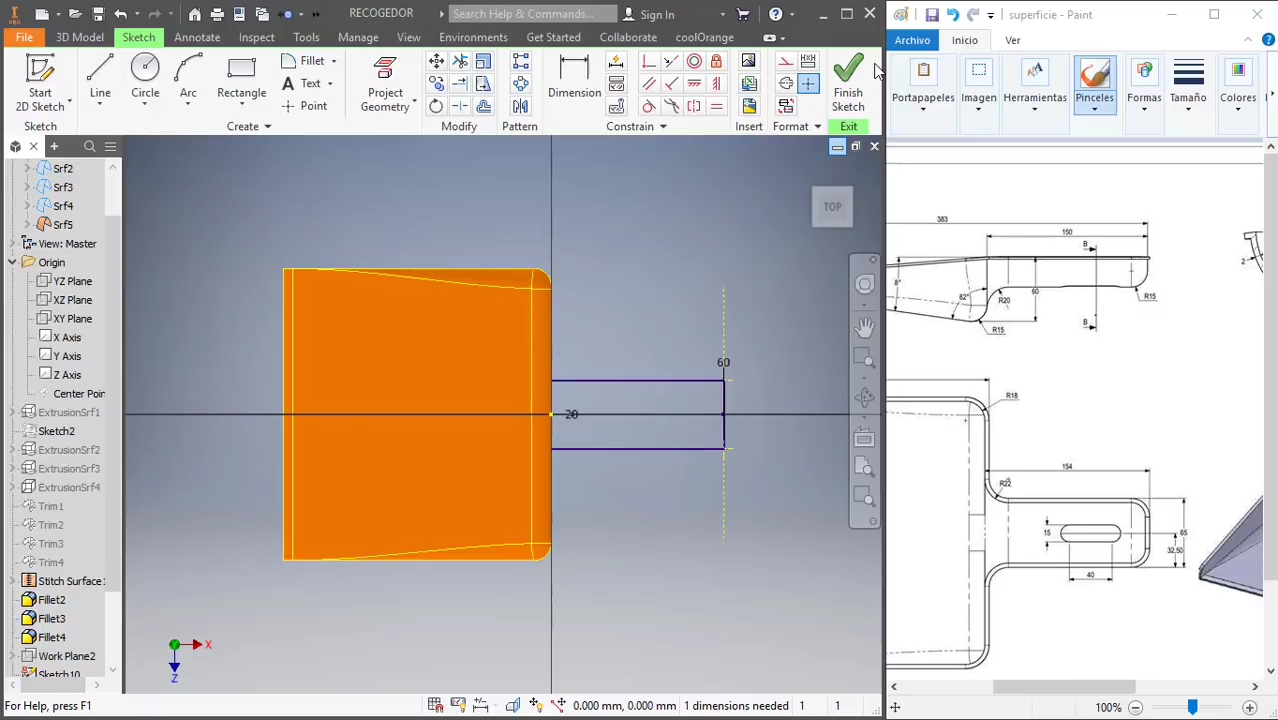 RECOGEDOR
Search Help & Commands...
Sign In
superficie - Paint
PRO
File
3D Model
Sketch
Annotate
Inspect
Tools
Manage
View
Environments
Get Started
Collaborate
coolOrange
Archivo
Inicio
Ver
Start
2D Sketch
Line
Circle
Arc
Rectangle
Fillet
Text
Point
Project
Geometry
Dimension
Finish
Sketch
Portapapeles
Imagen
Herramientas
Pinceles
Formas
Tamaño
Colores
Sketch
Create
Modify
Pattern
Constrain
Insert
Format
Exit
Srf2
Srf3
Srf4
Srf5
View: Master
Origin
YZ Plane
XZ Plane
XY Plane
X Axis
Y Axis
Z Axis
Center Poin
ExtrusionSrf1
Sketch2
ExtrusionSrf2
ExtrusionSrf3
ExtrusionSrf4
Trim1
Trim2
Trim3
Trim4
Stitch Surface
Fillet2
Fillet3
Fillet4
Work Plane2
Sketch10
TOP
60
20
X
Z
383
150
B
8°
82°
R20
60
R15
R15
B
2
R18
154
R22
15
65
32,50
40
For Help, press F1
0.000 mm, 0.000 mm
1 dimensions needed
1
1
100%